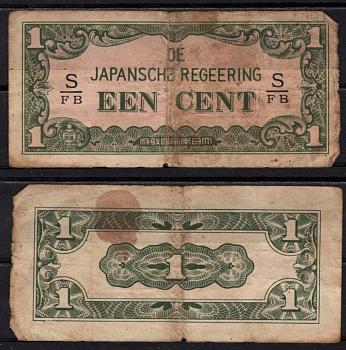 1 DE 1
JAPANSCHE REGEERING
S/FB S/FB
EEN CENT
1 1
1 1
1
1 1